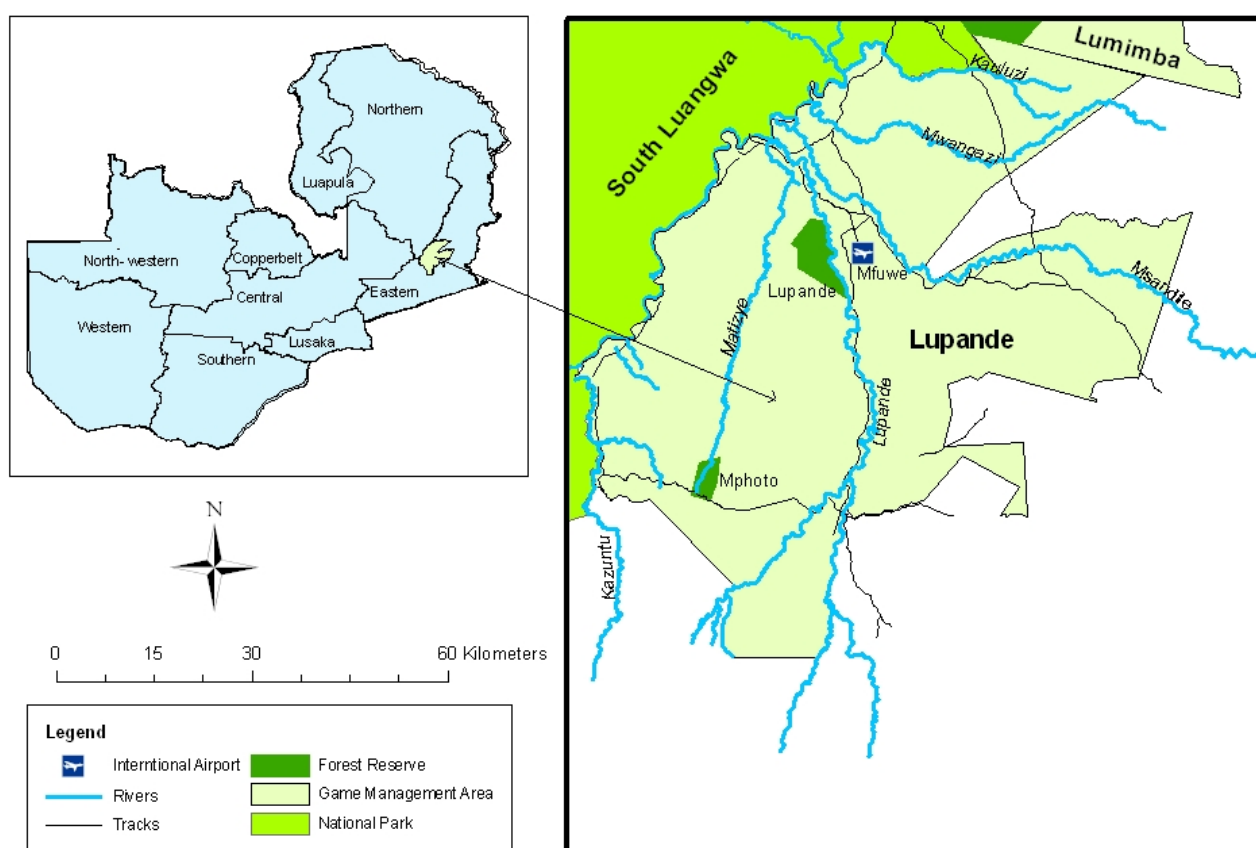 Northern
Luapula
North- western
Copperbelt
Central
Eastern
Western
Lusaka
Southern
N
0 15 30 60 Kilometers
Legend
Interntional Airport
Rivers
Tracks
Forest Reserve
Game Management Area
National Park
South Luangwa
Lumimba
Kauluzi
Mwangazi
Mfuwe
Lupande
Msandile
Matizye
Lupande
Lupande
Mphoto
Kazuntu